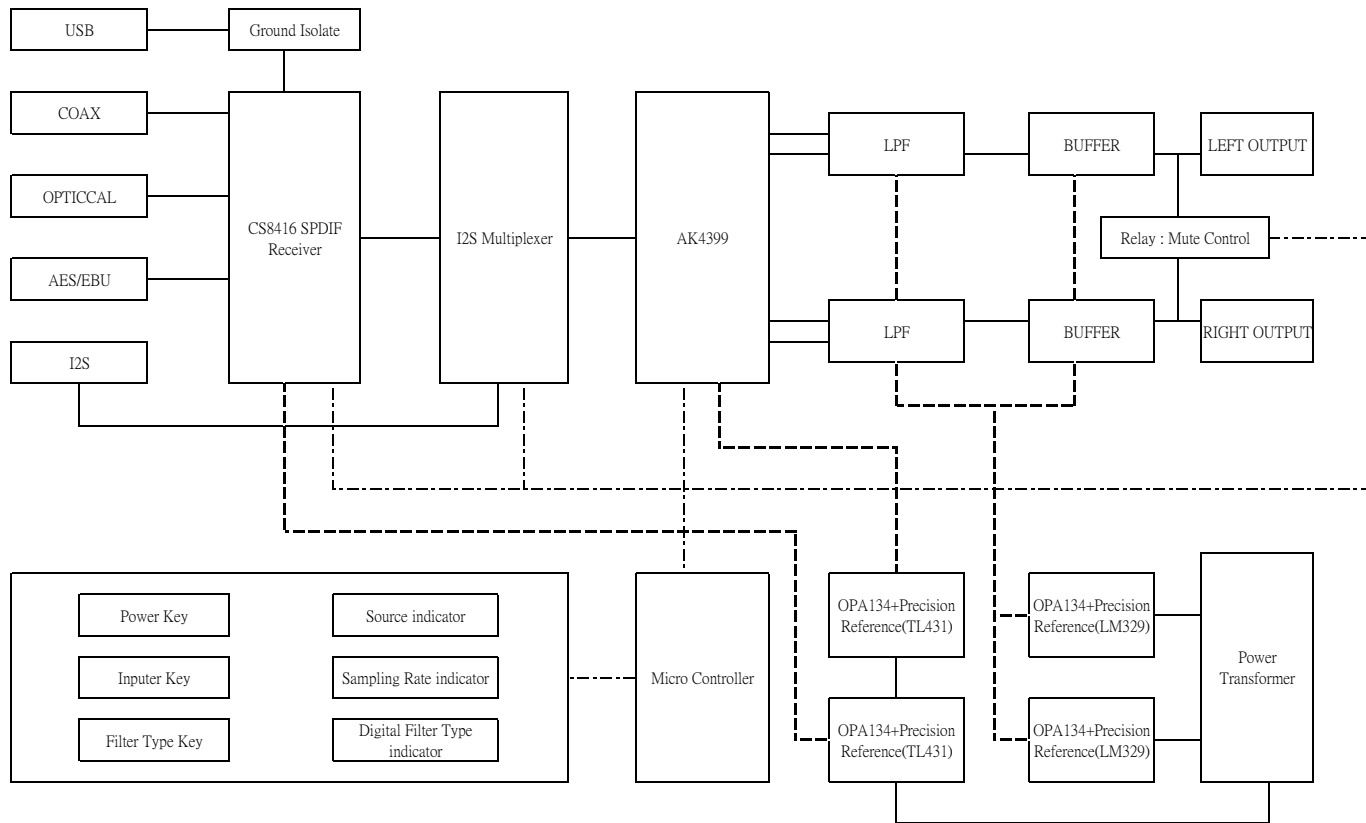 USB
Ground Isolate
COAX
OPTICCAL
AES/EBU
I2S
CS8416 SPDIF
Receiver
I2S Multiplexer
AK4399
LPF
BUFFER
LEFT OUTPUT
Relay : Mute Control
LPF
BUFFER
RIGHT OUTPUT
Power Key
Source indicator
Inputer Key
Sampling Rate indicator
Filter Type Key
Digital Filter Type
indicator
Micro Controller
OPA134+Precision
Reference(TL431)
OPA134+Precision
Reference(LM329)
OPA134+Precision
Reference(TL431)
OPA134+Precision
Reference(LM329)
Power
Transformer